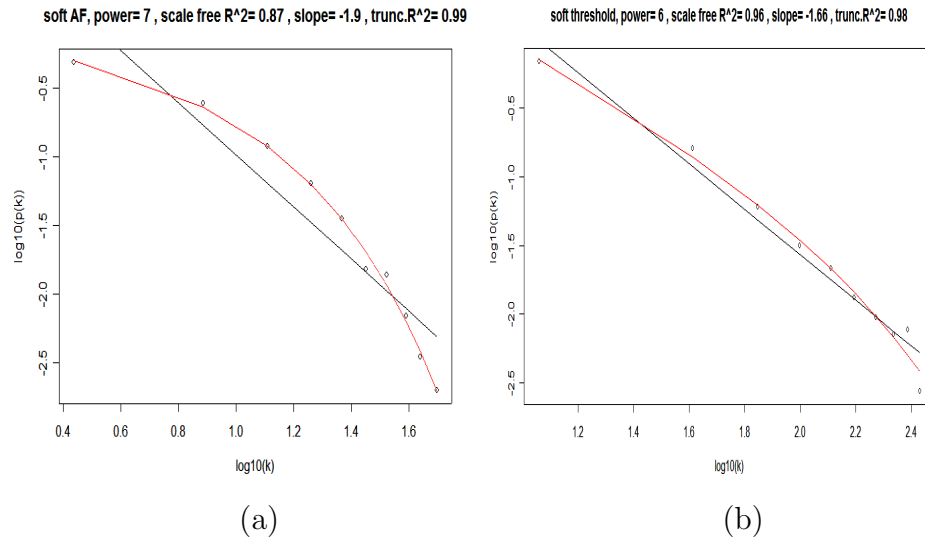 soft AF, power= 7 , scale free R^2= 0.87 , slope= -1.9 , trunc.R^2= 0.99
log10(p(k))
-0.5
-1.0
-1.5
-2.0
-2.5
0.4 0.6 0.8 1.0 1.2 1.4 1.6
log10(k)
(a)
soft threshold, power= 6 , scale free R^2= 0.96 , slope= -1.66 , trunc.R^2= 0.98
log10(p(k))
-0.5
-1.0
-1.5
-2.0
-2.5
1.2 1.4 1.6 1.8 2.0 2.2 2.4
log10(k)
(b)